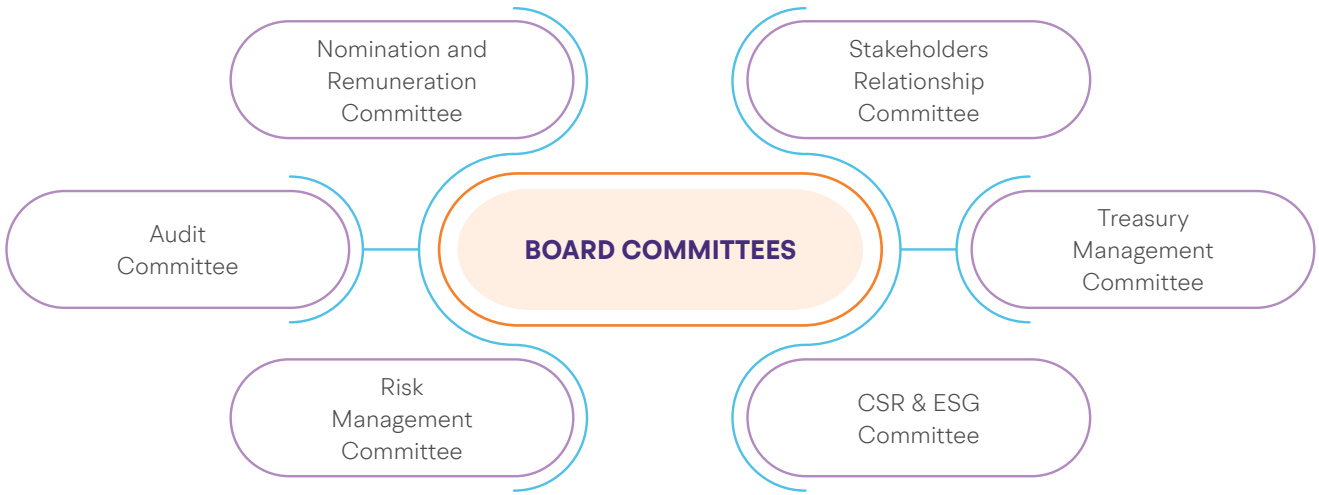 Nomination and
Remuneration
Committee
Stakeholders
Relationship
Committee
Audit
Committee
BOARD COMMITTEES
Treasury
Management
Committee
Risk
Management
Committee
CSR & ESG
Committee